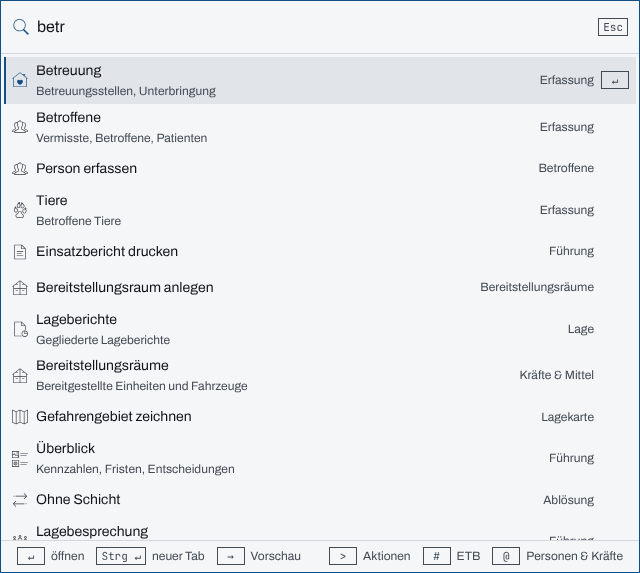 betr Esc
Betreuung
Betreuungsstellen, Unterbringung
Erfassung ↵
Betroffene
Vermisste, Betroffene, Patienten
Erfassung
Person erfassen Betroffene
Tiere
Betroffene Tiere
Erfassung
Einsatzbericht drucken Führung
Bereitstellungsraum anlegen Bereitstellungsräume
Lageberichte
Gegliederte Lageberichte
Lage
Bereitstellungsräume
Bereitgestellte Einheiten und Fahrzeuge
Kräfte & Mittel
Gefahrengebiet zeichnen Lagekarte
Überblick
Kennzahlen, Fristen, Entscheidungen
Führung
Ohne Schicht Ablösung
Lagebesprechung
Führung
↵ öffnen Strg ↵ neuer Tab → Vorschau > Aktionen # ETB @ Personen & Kräfte